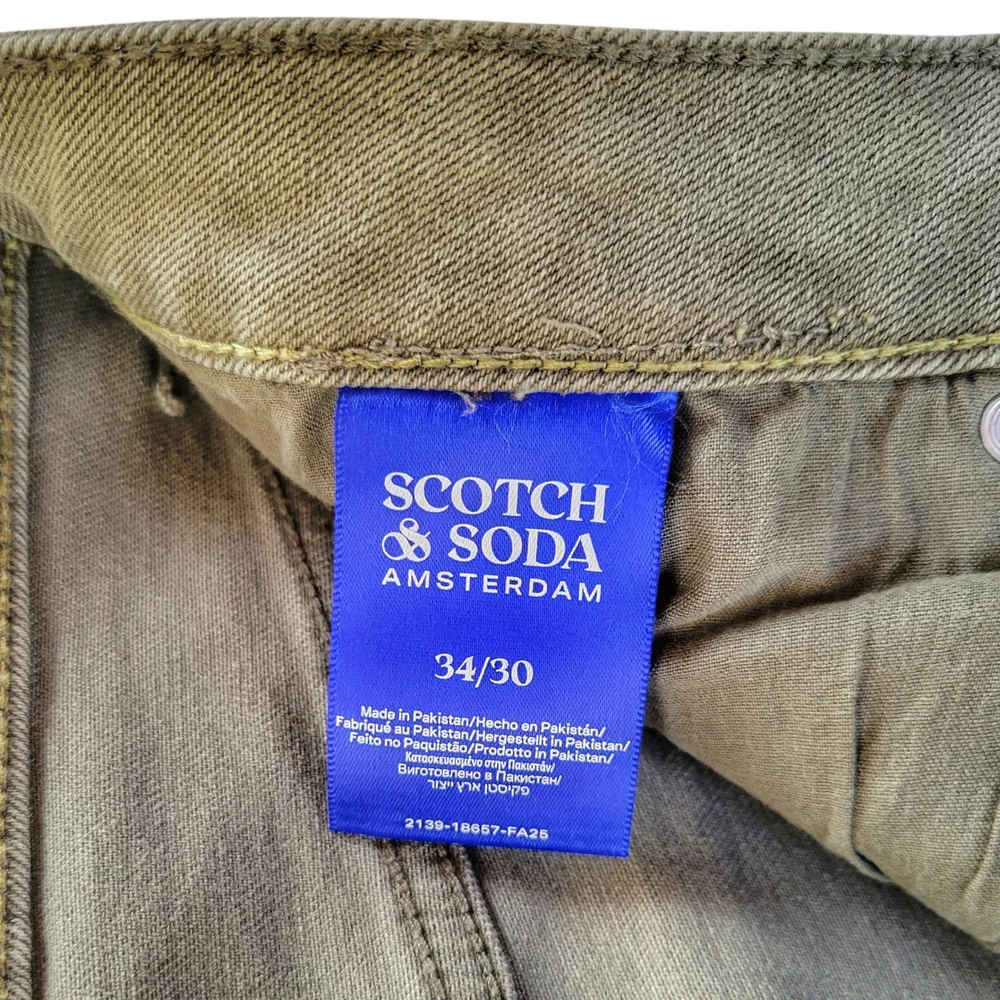 SCOTCH
& SODA
AMSTERDAM
34/30
Made in Pakistan/Hecho en Pakistán/
Fabriqué au Pakistan/Hergestellt in Pakistan/
Feito no Paquistão/Prodotto in Pakistan/
Κατασκευασμένο στην Πακιστάν/
Виготовлено в Пакистан/
פקיסטן ארץ ייצור
2139-18657-FA25